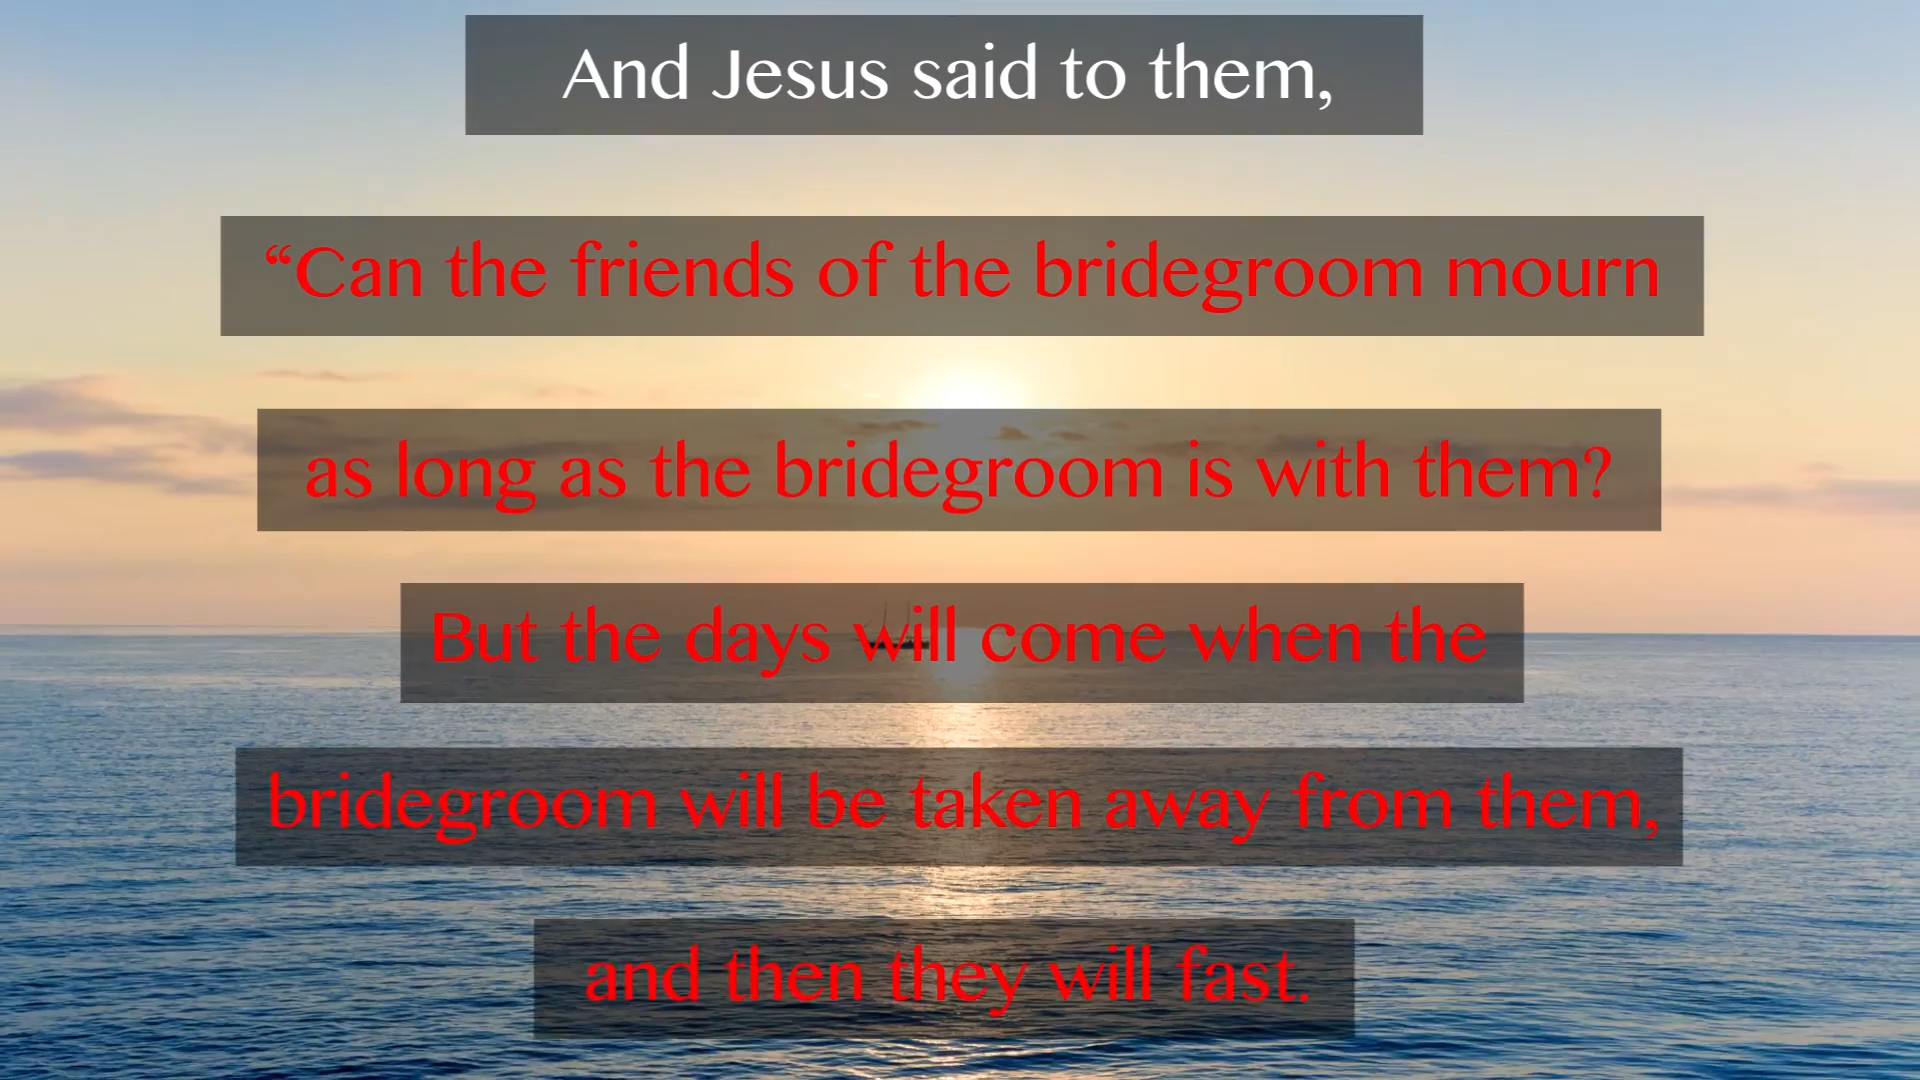 And Jesus said to them,
“Can the friends of the bridegroom mourn
as long as the bridegroom is with them?
But the days will come when the
bridegroom will be taken away from them,
and then they will fast.